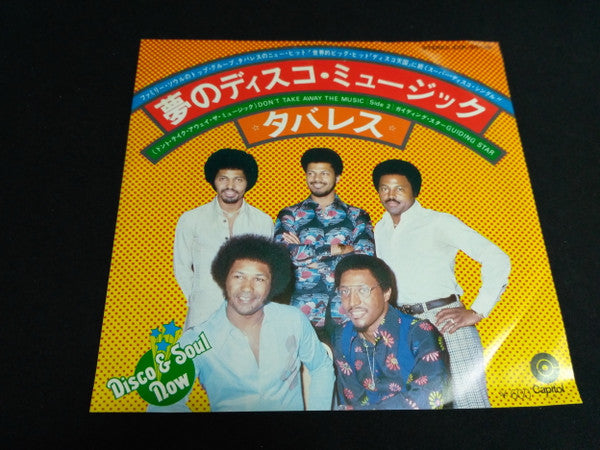 ファミリー・ソウルのトップ・グループ、タバレスのニュー・ヒット!世界的ビッグ・ヒット「ディスコ天国」に続くスーパー・ディスコ・シングル!!
夢のディスコ・ミュージック
(ドント・テイク・アウェイ・ザ・ミュージック) DON'T TAKE AWAY THE MUSIC / Side 2 : ガイディング・スター GUIDING STAR
☆タバレス☆
Disco & Soul
Now
Capitol
¥600